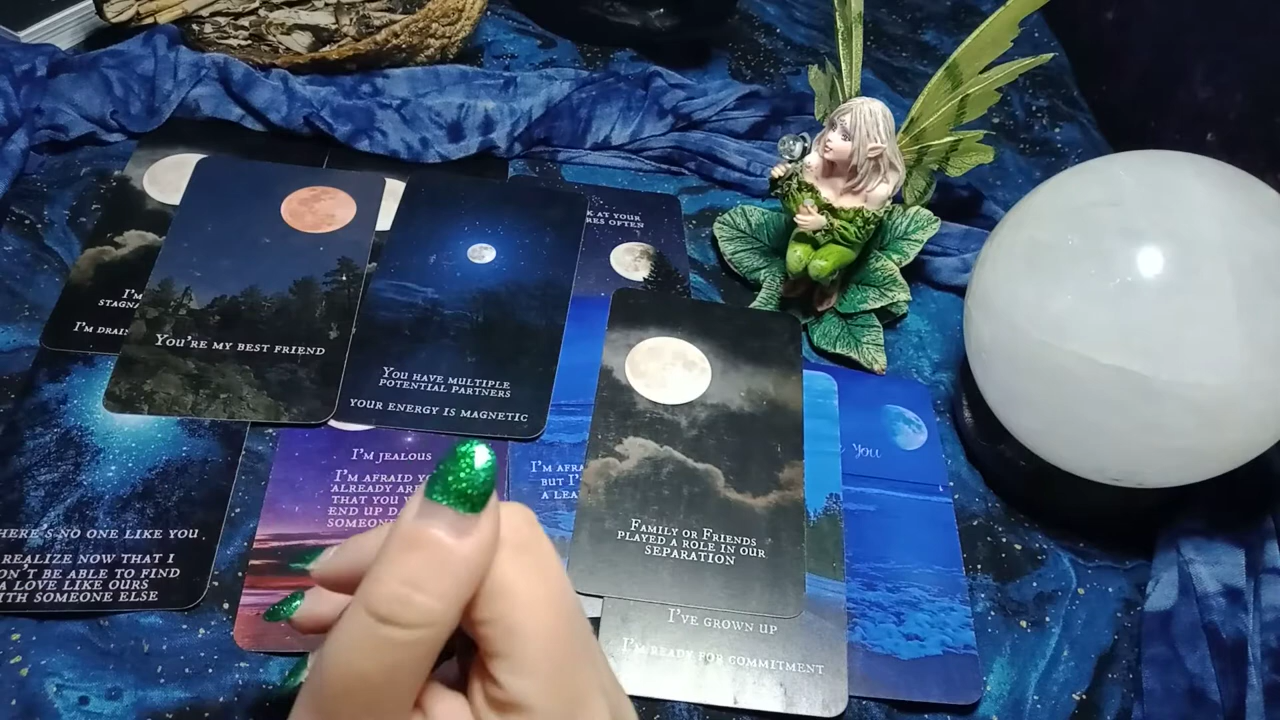 K AT YOUR
RES OFTEN
I'M
STAGNA
I'M DRAIN
YOU'RE MY BEST FRIEND
YOU HAVE MULTIPLE
POTENTIAL PARTNERS
YOUR ENERGY IS MAGNETIC
YOU
I'M JEALOUS
I'M AFRAID YO
ALREADY ARE
THAT YOU W
END UP DA
SOMEONE
I'M AFRA
BUT I'
A LEA
HERE'S NO ONE LIKE YOU
REALIZE NOW THAT I
ON'T BE ABLE TO FIND
A LOVE LIKE OURS
ITH SOMEONE ELSE
FAMILY OR FRIENDS
PLAYED A ROLE IN OUR
SEPARATION
I'VE GROWN UP
I'M READY FOR COMMITMENT